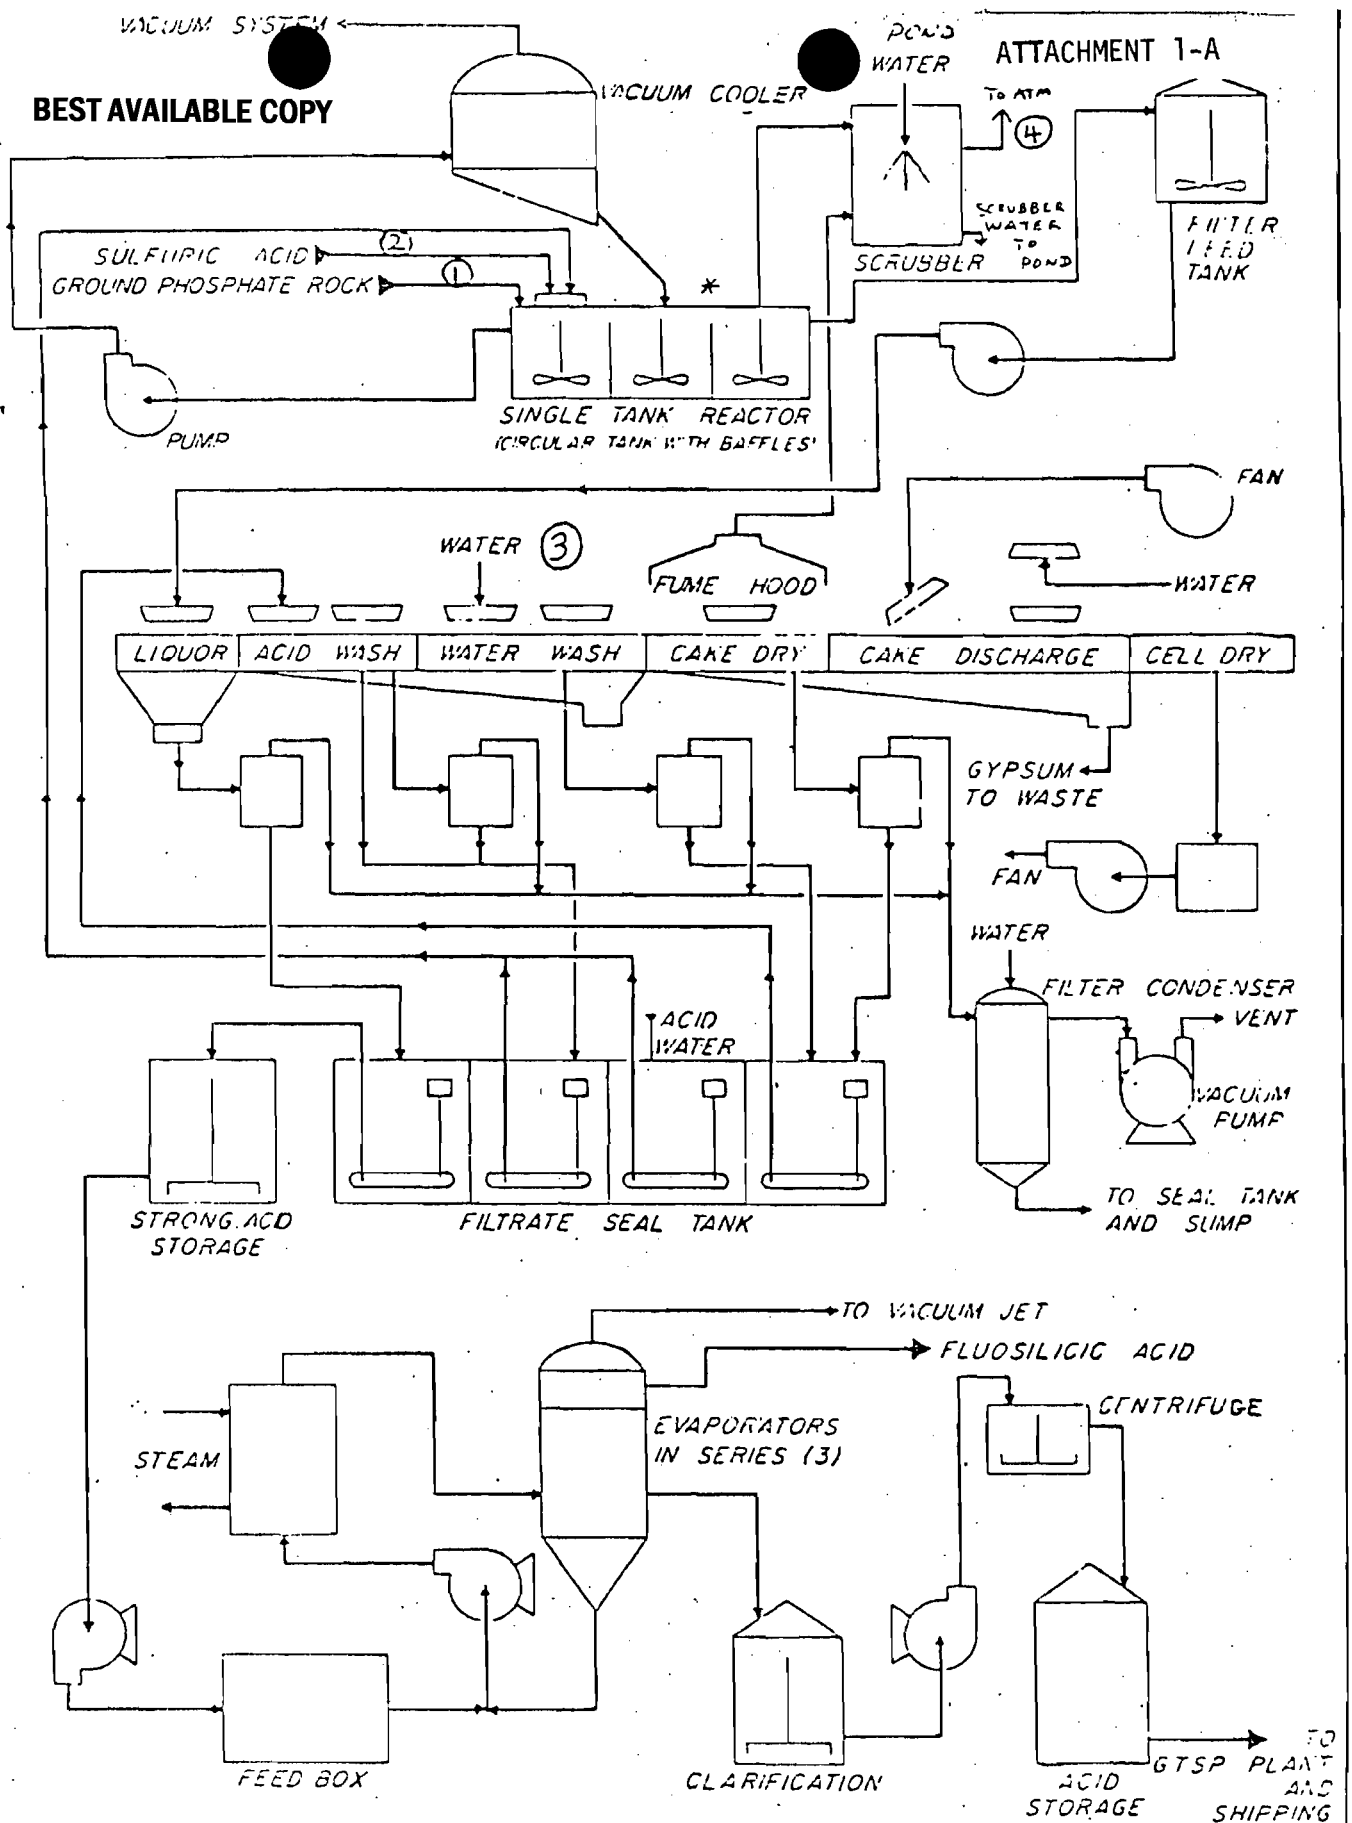 VACUUM SYSTEM
POND
WATER
ATTACHMENT 1-A
BEST AVAILABLE COPY
VACUUM COOLER
TO ATM
4
SCRUBBER
WATER
TO
POND
SCRUBBER
FILTER
FEED
TANK
2
SULFURIC ACID
1
GROUND PHOSPHATE ROCK
*
SINGLE TANK REACTOR
(CIRCULAR TANK WITH BAFFLES)
PUMP
FAN
WATER 3
FUME HOOD
WATER
LIQUOR
ACID WASH
WATER WASH
CAKE DRY
CAKE DISCHARGE
CELL DRY
GYPSUM
TO WASTE
FAN
WATER
FILTER CONDENSER
VENT
ACID
WATER
VACUUM
PUMP
STRONG ACID
STORAGE
FILTRATE SEAL TANK
TO SEAL TANK
AND SUMP
TO VACUUM JET
FLUOSILICIC ACID
CENTRIFUGE
EVAPORATORS
IN SERIES (3)
STEAM
FEED BOX
CLARIFICATION
ACID
STORAGE
TO
GTSP PLANT
AND
SHIPPING